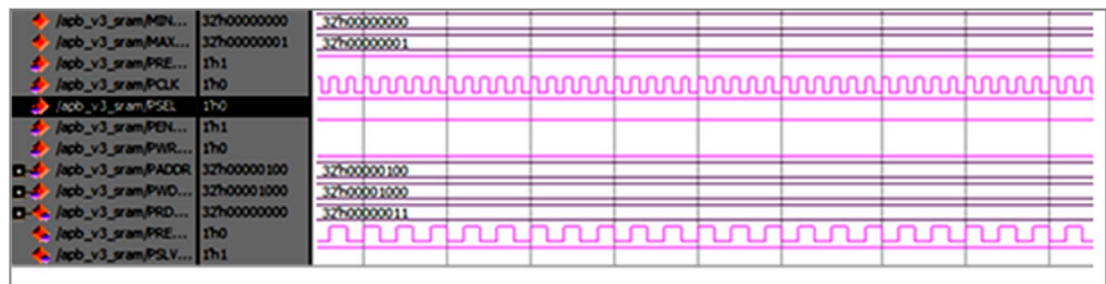 /apb_v3_sram/MIN... 32'h00000000 32'h00000000
/apb_v3_sram/MAX... 32'h00000001 32'h00000001
/apb_v3_sram/PRE... 1'h1
/apb_v3_sram/PCLK 1'h0
/apb_v3_sram/PSEL 1'h0
/apb_v3_sram/PEN... 1'h1
/apb_v3_sram/PWR... 1'h0
/apb_v3_sram/PADDR 32'h00000100 32'h00000100
/apb_v3_sram/PWD... 32'h00001000 32'h00001000
/apb_v3_sram/PRD... 32'h00000000 32'h00000011
/apb_v3_sram/PRE... 1'h0
/apb_v3_sram/PSLV... 1'h1